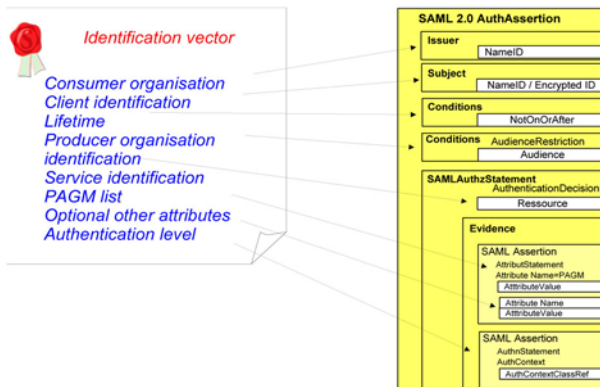 Identification vector
Consumer organisation
Client identification
Lifetime
Producer organisation
identification
Service identification
PAGM list
Optional other attributes
Authentication level
SAML 2.0 AuthAssertion
Issuer
NameID
Subject
NameID / Encrypted ID
Conditions
NotOnOrAfter
Conditions AudienceRestriction
Audience
SAMLAuthzStatement
AuthenticationDecision
Ressource
Evidence
SAML Assertion
AttributStatement
Attribute Name=PAGM
AtttributeValue
Attribute Name
AtttributeValue
SAML Assertion
AuthnStatement
AuthContext
AuthContextClassRef